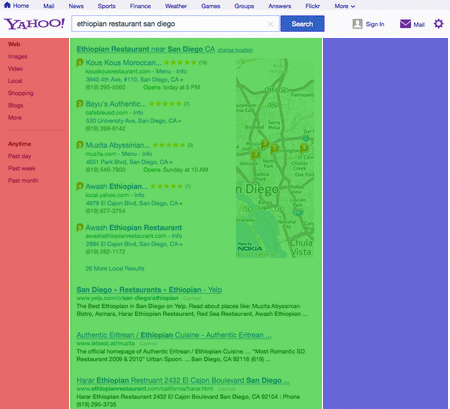 Home Mail News Sports Finance Weather Games Groups Answers Flickr More
YAHOO!
ethiopian restaurant san diego
Search
Sign In
Mail
Web
Images
Video
Local
Shopping
Blogs
More
Anytime
Past day
Past week
Past month
Ethiopian Restaurant near San Diego CA change location
Kous Kous Moroccan...
kouskousrestaurant.com - Menu - Info
3940 4th Ave, #110, San Diego, CA
(619) 295-5560 Opens today at 5 PM
Bayu's Authentic...
cafebleused.com - Info
530 University Ave, San Diego, CA
(619) 269-6142
Muzita Abyssinian...
muzita.com - Menu - Info
4651 Park Blvd, San Diego, CA
(619) 546-7900 Opens Sunday at 10 AM
Awash Ethiopian...
local.yahoo.com - Info
4979 El Cajon Blvd, San Diego, CA
(619) 677-3754
Awash Ethiopian Restaurant
awashethiopianrestaurant.com - Info
2884 El Cajon Blvd, San Diego, CA
(619) 282-1172
26 More Local Results
n Diego
Chula
Vista
NOKIA
San Diego - Restaurants - Ethiopian - Yelp
www.yelp.com/c/san-diego/ethiopian Cached
The Best Ethiopian in San Diego on Yelp. Read about places like: Muzita Abyssinian
Bistro, Asmara, Harar Ethiopian Restaurant, Red Sea Restaurant, Awash Ethiopian ...
Authentic Eritrean / Ethiopian Cuisine - Authentic Eritrean ...
www.letseat.at/muzita Cached
The official homepage of Authentic Eritrean / Ethiopian Cuisine. ... "Most Romantic SD
Restaurant 2009 & 2010" Urban Spoon. ... San Diego, CA 92116 (619) ...
Harar Ethiopian Restruant 2432 El Cajon Boulevard San Diego ...
www.ethiopianrestaurant.com/california/harar.html Cached
Harar Ethiopian Restaurant 2432 El Cajon Boulevard San Diego, CA 92104 : Phone
(619) 295-3735